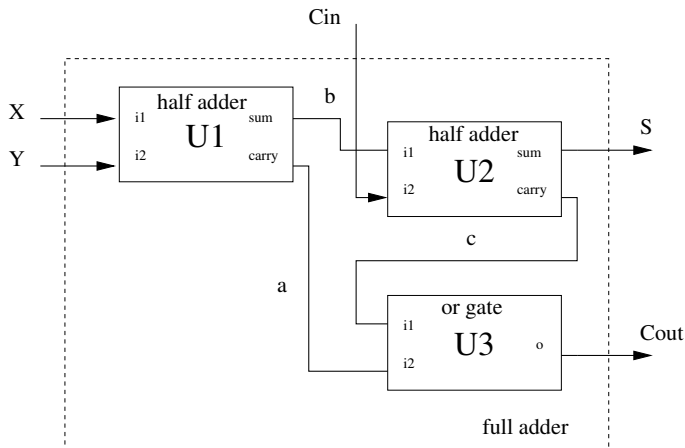 Cin
X
Y
half adder
U1
i1
i2
sum
carry
b
half adder
U2
i1
i2
sum
carry
S
c
a
or gate
U3
i1
i2
o
Cout
full adder